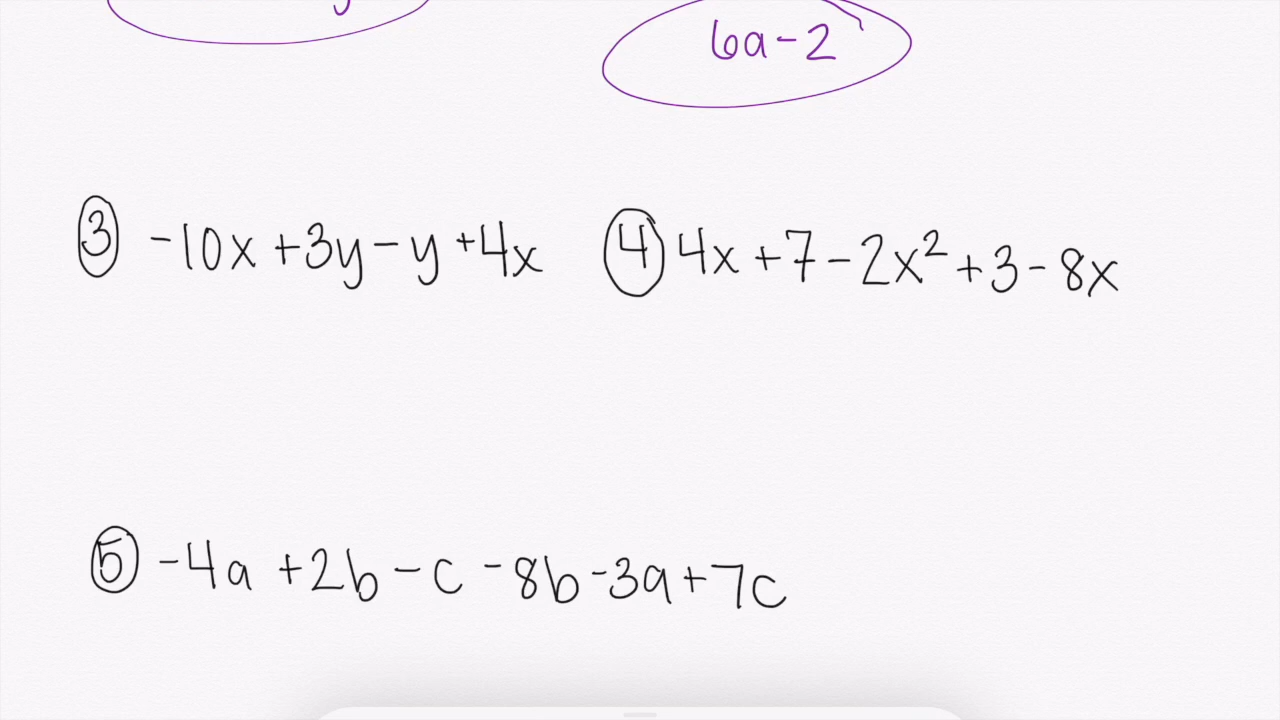 y
6a-2
③ -10x +3y - y +4x
④ 4x +7 - 2x² +3 - 8x
⑤ -4a +2b - c - 8b -3a +7c